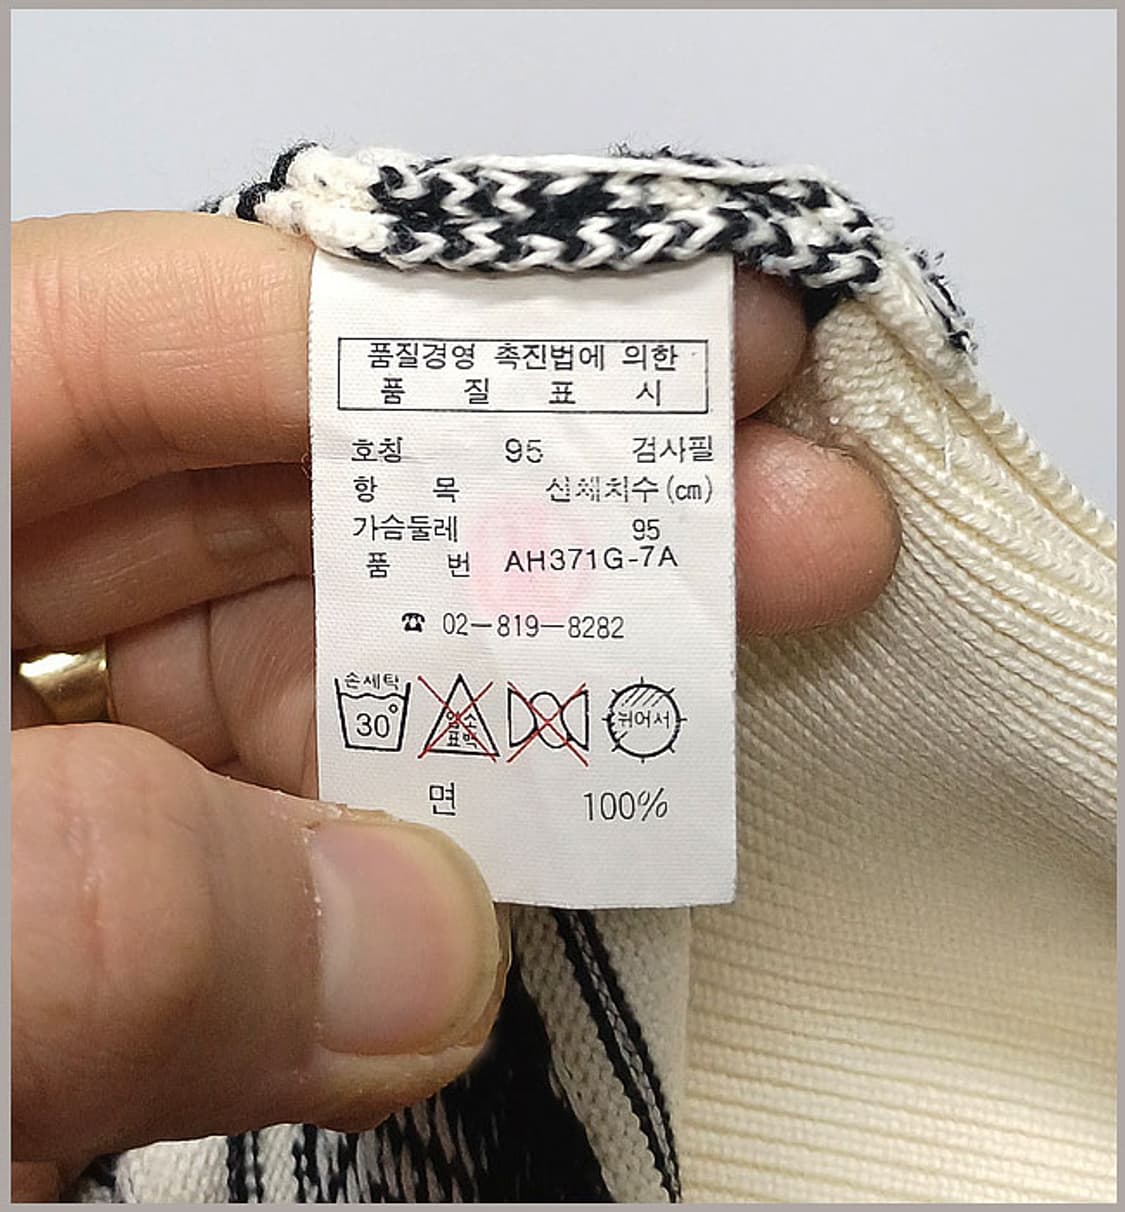 품질경영 촉진법에 의한
품 질 표 시
호칭 95 검사필
항 목 신체치수(cm)
가슴둘레 95
품 번 AH371G-7A
☎ 02-819-8282
손세탁
30°
염소
표백
뉘어서
면 100%